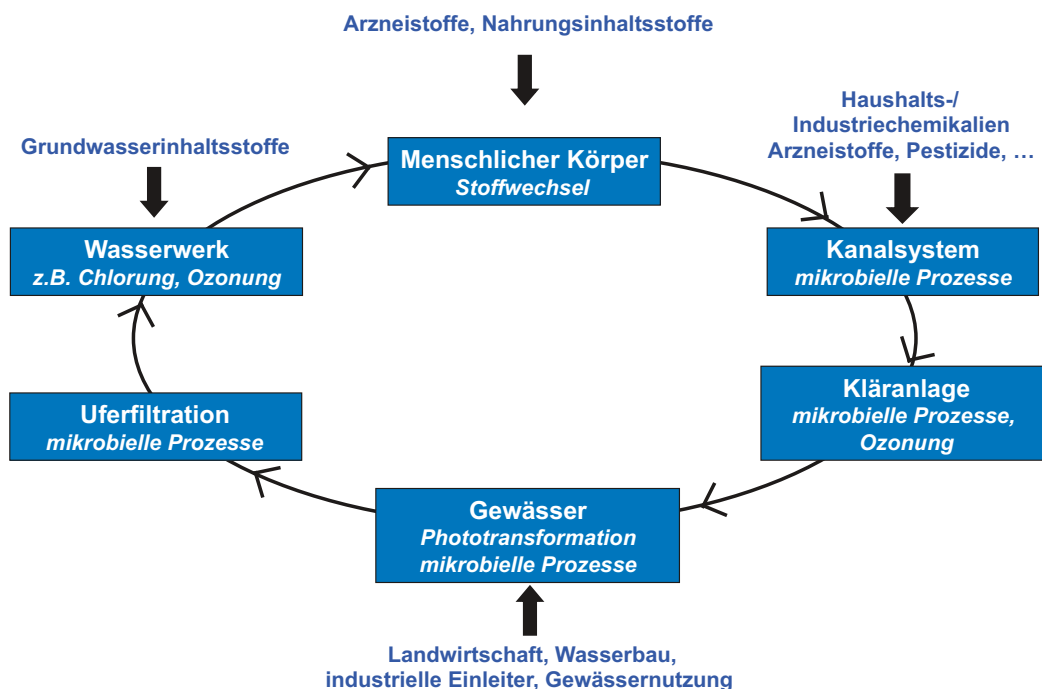 Arzneistoffe, Nahrungsinhaltsstoffe
Haushalts-/
Industriechemikalien
Arzneistoffe, Pestizide, …
Grundwasserinhaltsstoffe
Menschlicher Körper
Stoffwechsel
Wasserwerk
z.B. Chlorung, Ozonung
Kanalsystem
mikrobielle Prozesse
Uferfiltration
mikrobielle Prozesse
Kläranlage
mikrobielle Prozesse,
Ozonung
Gewässer
Phototransformation
mikrobielle Prozesse
Landwirtschaft, Wasserbau,
industrielle Einleiter, Gewässernutzung